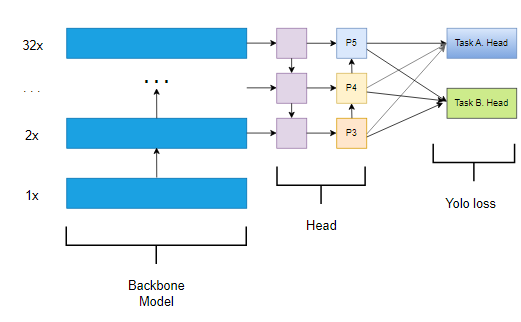 32x
P5
Task A. Head
...
. . .
P4
Task B. Head
2x
P3
1x
Yolo loss
Head
Backbone
Model